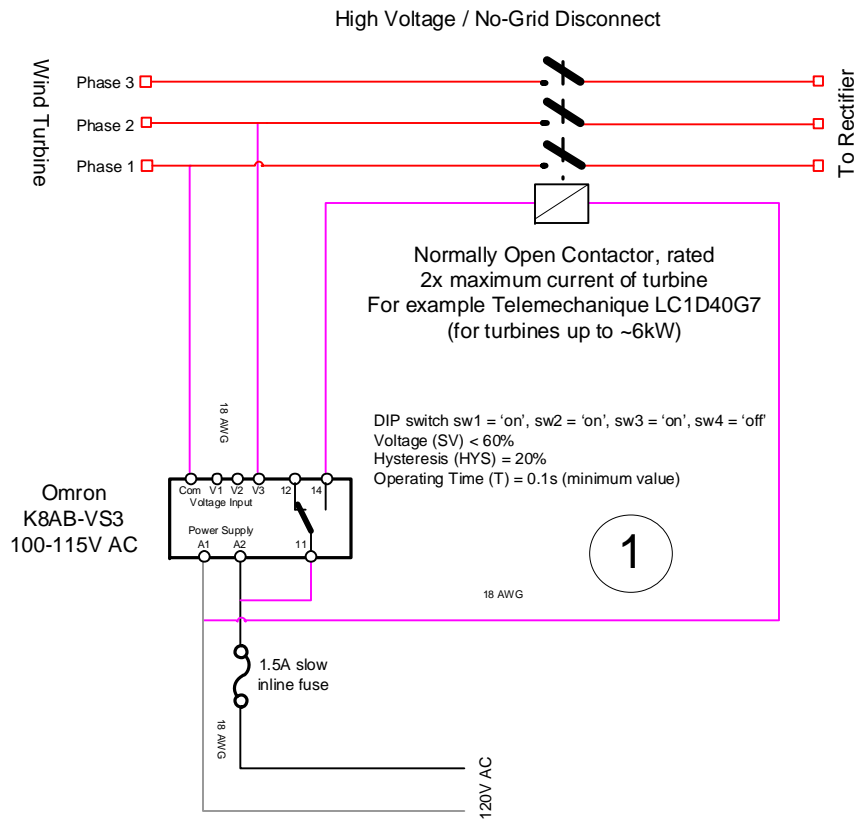 High Voltage / No-Grid Disconnect
Wind Turbine
Phase 3
Phase 2
Phase 1
To Rectifier
Normally Open Contactor, rated
2x maximum current of turbine
For example Telemechanique LC1D40G7
(for turbines up to ~6kW)
18 AWG
DIP switch sw1 = ‘on’, sw2 = ‘on’, sw3 = ‘on’, sw4 = ‘off’
Voltage (SV) < 60%
Hysteresis (HYS) = 20%
Operating Time (T) = 0.1s (minimum value)
Omron
K8AB-VS3
100-115V AC
Com V1 V2 V3 12 14
Voltage Input
Power Supply
A1 A2 11
1
18 AWG
1.5A slow
inline fuse
18 AWG
120V AC